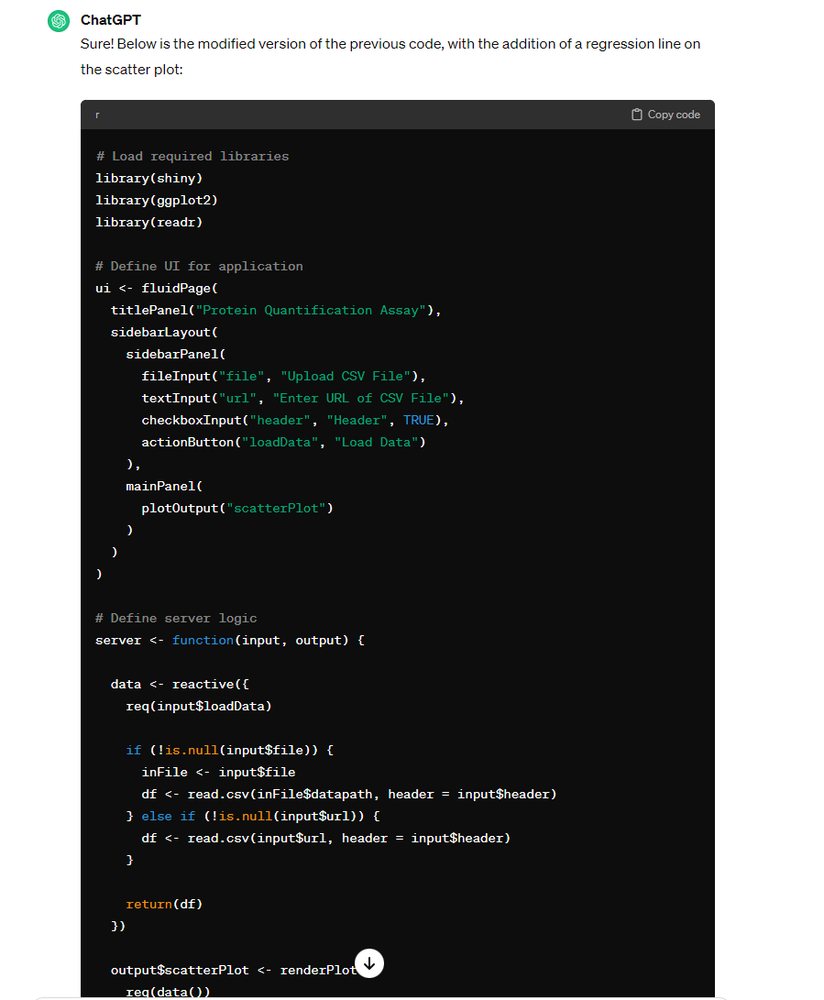 ChatGPT
Sure! Below is the modified version of the previous code, with the addition of a regression line on
the scatter plot:
r
Copy code
# Load required libraries
library(shiny)
library(ggplot2)
library(readr)
# Define UI for application
ui <- fluidPage(
  titlePanel("Protein Quantification Assay"),
  sidebarLayout(
    sidebarPanel(
      fileInput("file", "Upload CSV File"),
      textInput("url", "Enter URL of CSV File"),
      checkboxInput("header", "Header", TRUE),
      actionButton("loadData", "Load Data")
    ),
    mainPanel(
      plotOutput("scatterPlot")
    )
  )
)
# Define server logic
server <- function(input, output) {
  data <- reactive({
    req(input$loadData)
    if (!is.null(input$file)) {
      inFile <- input$file
      df <- read.csv(inFile$datapath, header = input$header)
    } else if (!is.null(input$url)) {
      df <- read.csv(input$url, header = input$header)
    }
    return(df)
  })
  output$scatterPlot <- renderPlot
    req(data())